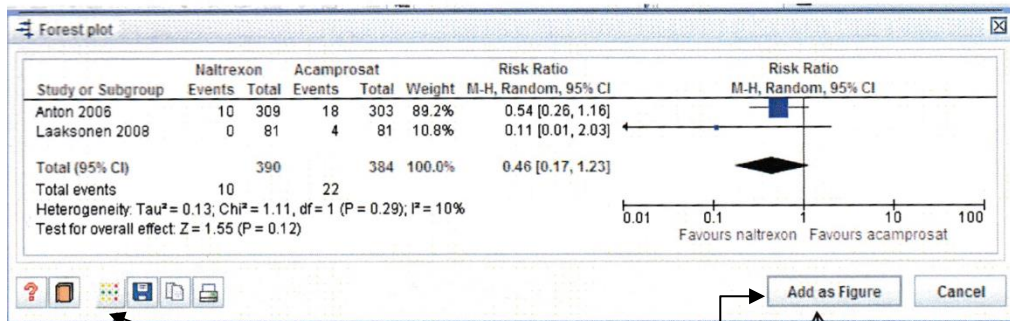 Forest plot
Naltrexon Acamprosat Risk Ratio Risk Ratio
Study or Subgroup Events Total Events Total Weight M-H, Random, 95% CI M-H, Random, 95% CI
Anton 2006 10 309 18 303 89.2% 0.54 [0.26, 1.16]
Laaksonen 2008 0 81 4 81 10.8% 0.11 [0.01, 2.03]
Total (95% CI) 390 384 100.0% 0.46 [0.17, 1.23]
Total events 10 22
Heterogeneity: Tau² = 0.13; Chi² = 1.11, df = 1 (P = 0.29); I² = 10%
Test for overall effect: Z = 1.55 (P = 0.12)
0.01 0.1 1 10 100
Favours naltrexon Favours acamprosat
? Add as Figure Cancel